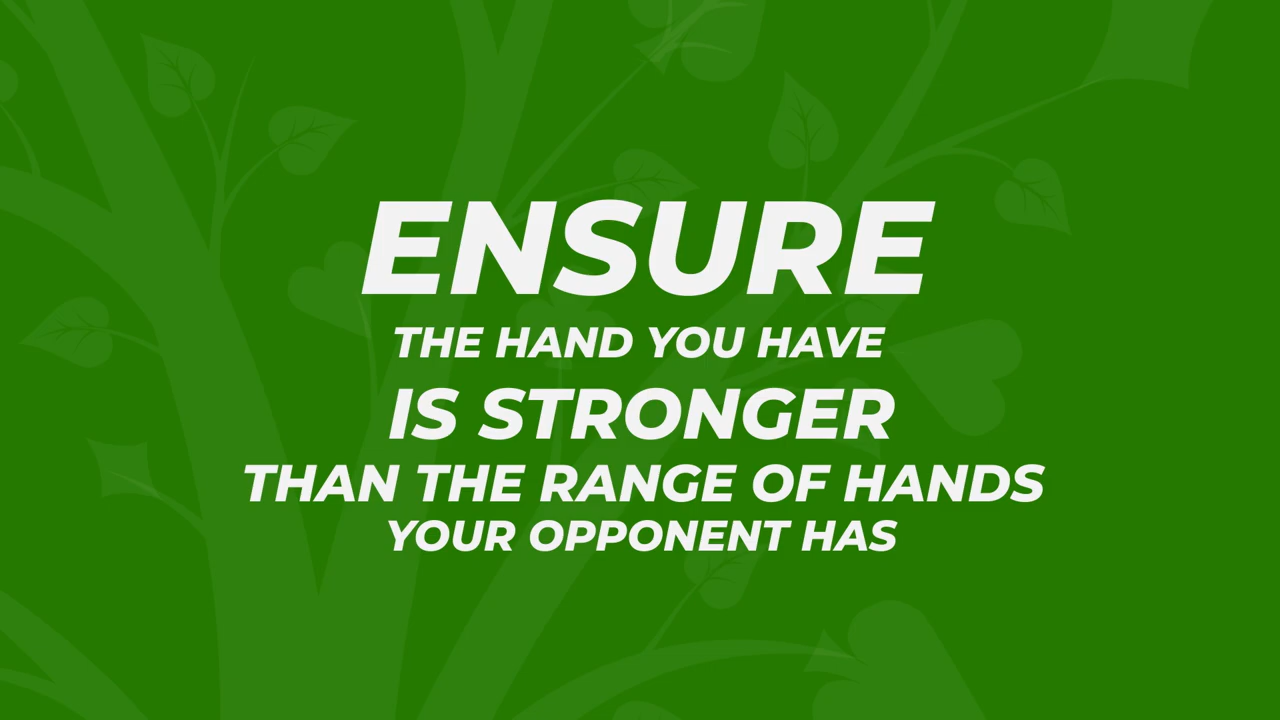 ENSURE
THE HAND YOU HAVE
IS STRONGER
THAN THE RANGE OF HANDS
YOUR OPPONENT HAS